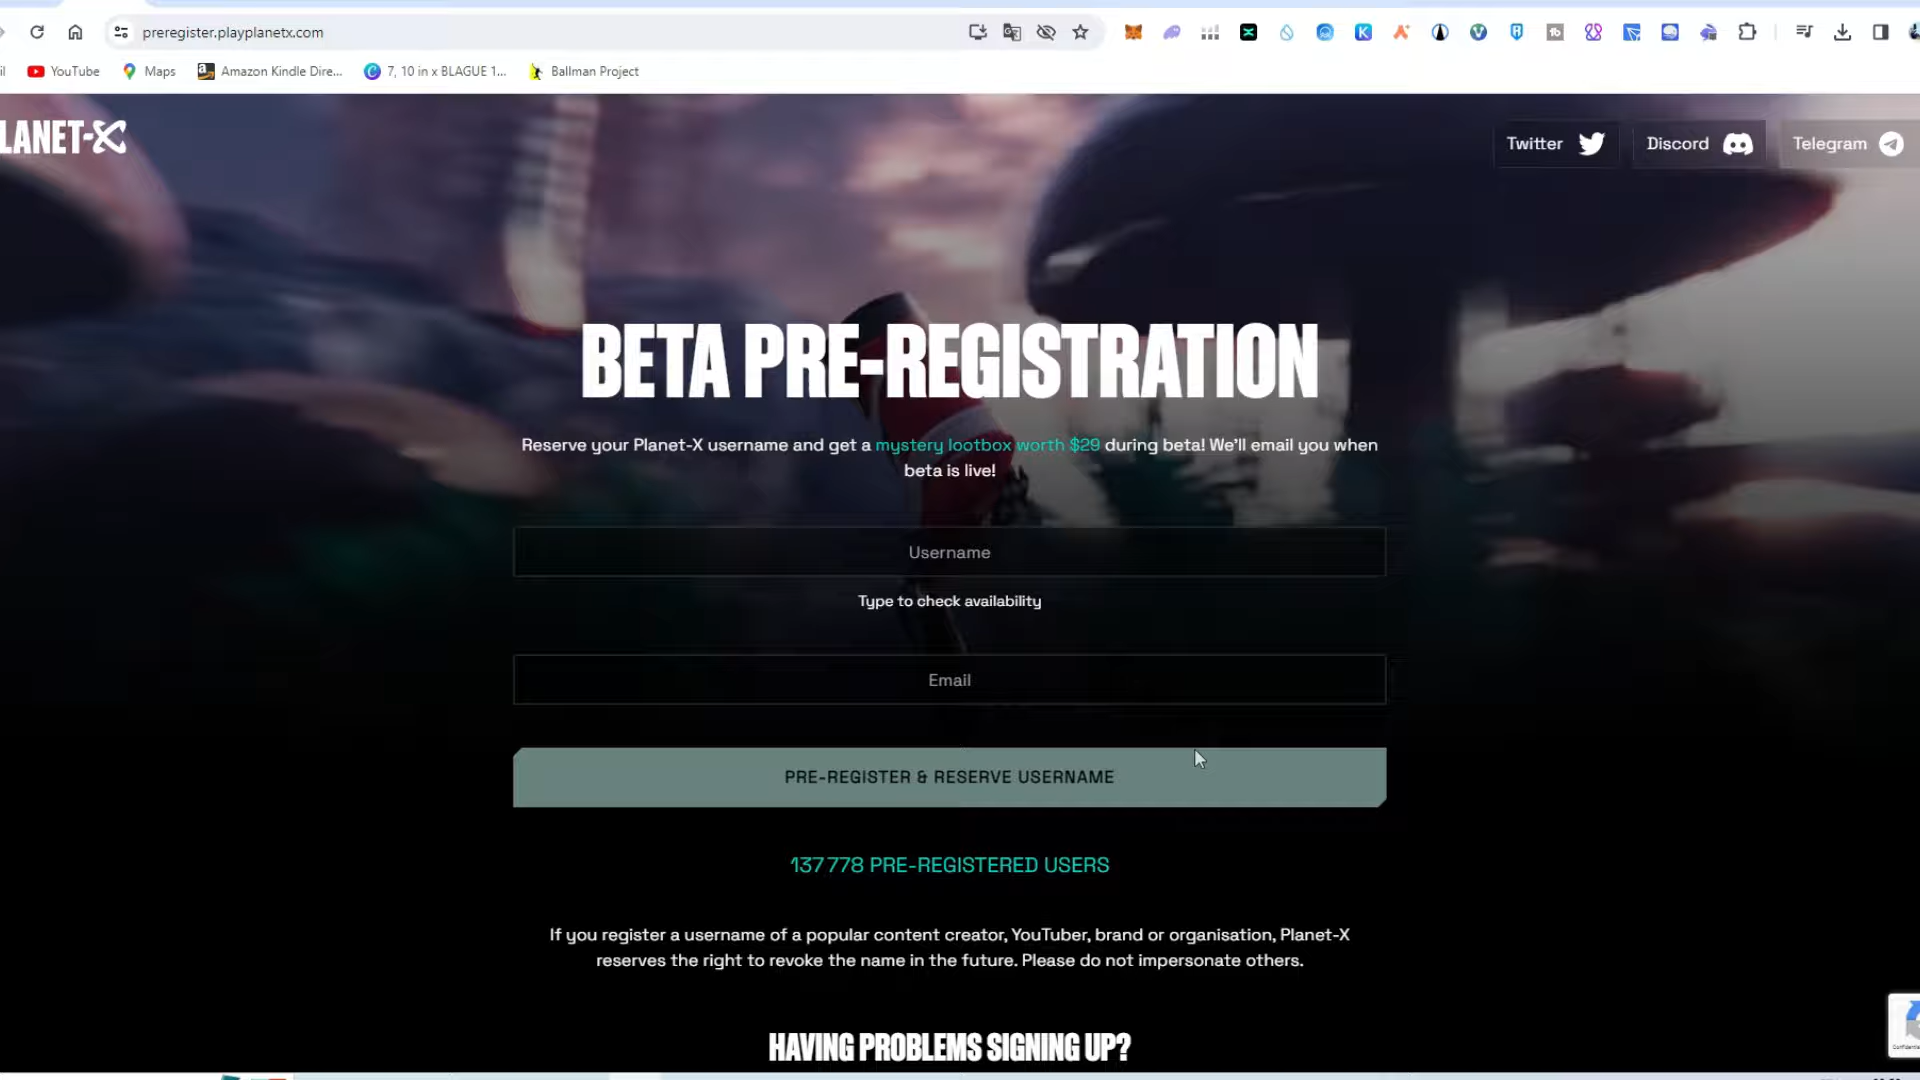 preregister.playplanetx.com
YouTube
Maps
Amazon Kindle Dire...
7, 10 in x BLAGUE 1...
Ballman Project
LANET-X
Twitter
Discord
Telegram
BETA PRE-REGISTRATION
Reserve your Planet-X username and get a mystery lootbox worth $29 during beta! We'll email you when
beta is live!
Username
Type to check availability
Email
PRE-REGISTER & RESERVE USERNAME
137 778 PRE-REGISTERED USERS
If you register a username of a popular content creator, YouTuber, brand or organisation, Planet-X
reserves the right to revoke the name in the future. Please do not impersonate others.
HAVING PROBLEMS SIGNING UP?